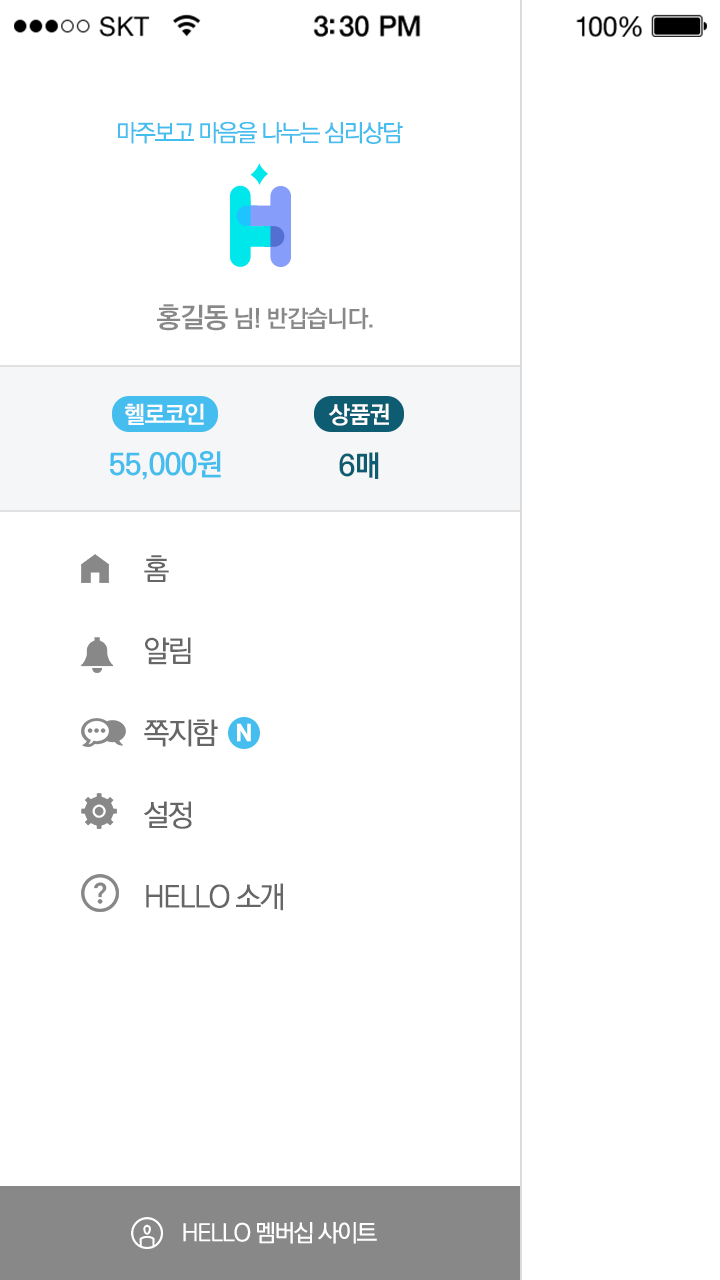 SKT 3:30 PM 100%
마주보고 마음을 나누는 심리상담
홍길동 님! 반갑습니다.
헬로코인 상품권
55,000원 6매
홈
알림
쪽지함 N
설정
HELLO 소개
HELLO 멤버십 사이트